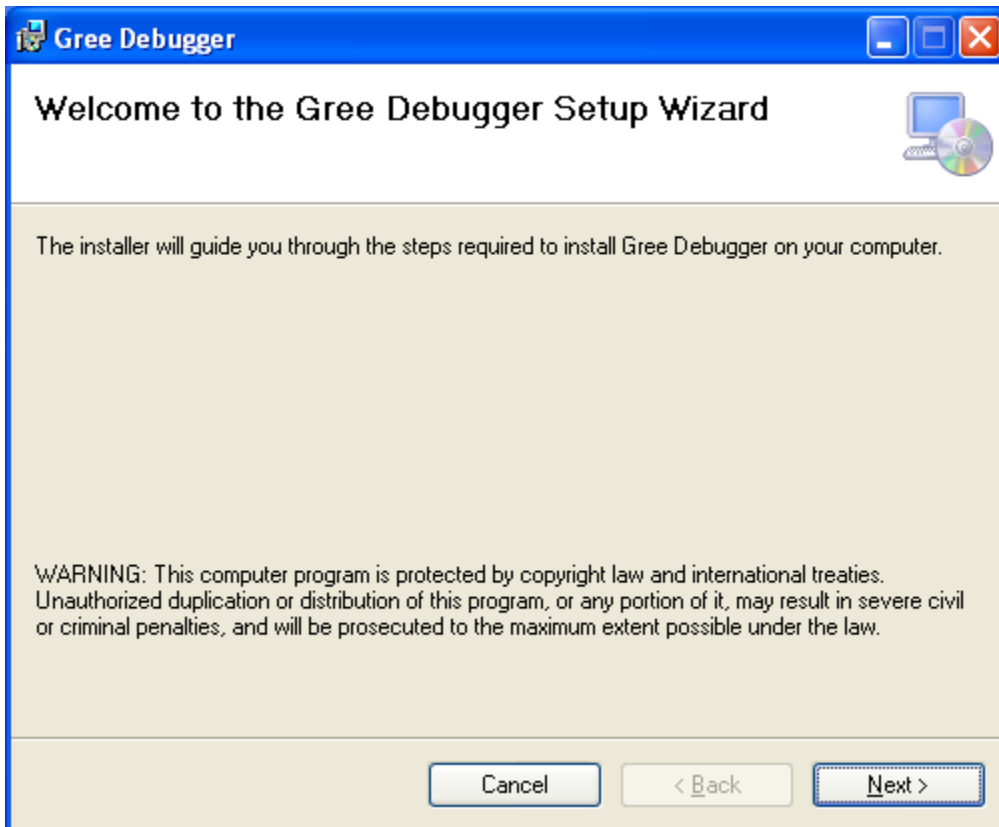 Gree Debugger
Welcome to the Gree Debugger Setup Wizard
The installer will guide you through the steps required to install Gree Debugger on your computer.
WARNING: This computer program is protected by copyright law and international treaties.
Unauthorized duplication or distribution of this program, or any portion of it, may result in severe civil
or criminal penalties, and will be prosecuted to the maximum extent possible under the law.
Cancel
< Back
Next >